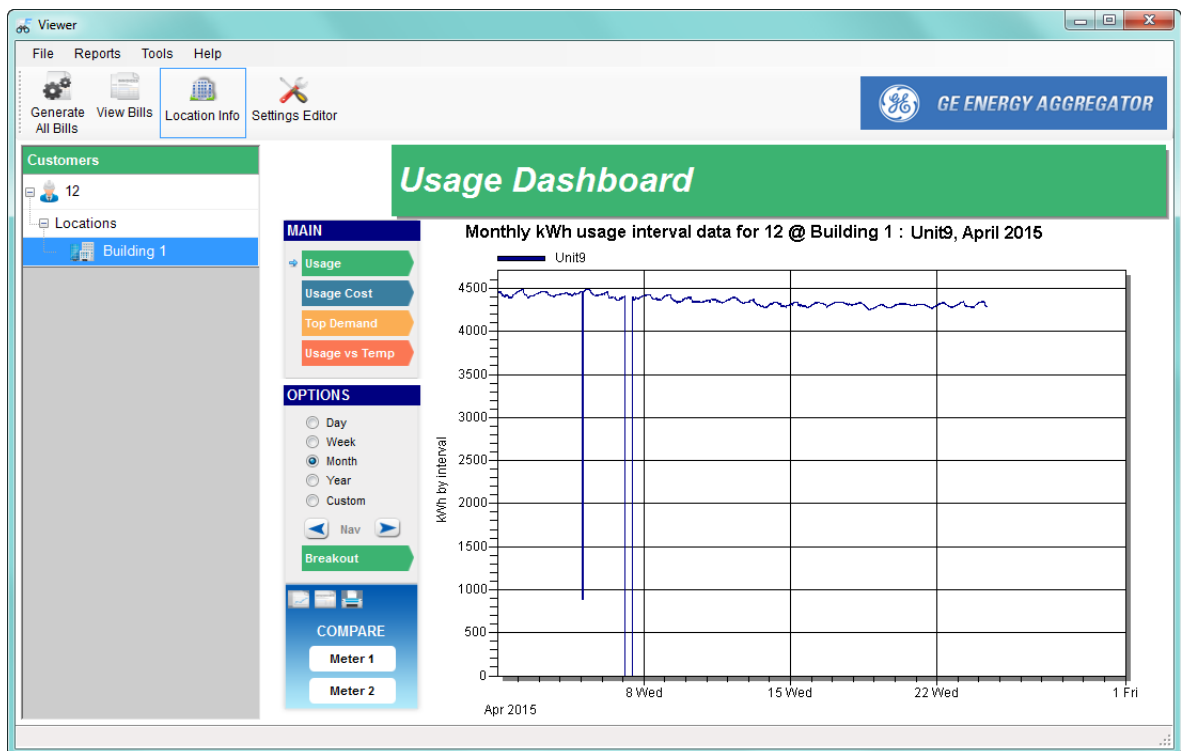 Viewer
File Reports Tools Help
Generate All Bills
View Bills
Location Info
Settings Editor
GE ENERGY AGGREGATOR
Customers
12
Locations
Building 1
Usage Dashboard
MAIN
Usage
Usage Cost
Top Demand
Usage vs Temp
OPTIONS
Day
Week
Month
Year
Custom
Nav
Breakout
COMPARE
Meter 1
Meter 2
Monthly kWh usage interval data for 12 @ Building 1 : Unit9, April 2015
Unit9
kWh by interval
4500
4000
3500
3000
2500
2000
1500
1000
500
0
8 Wed
15 Wed
22 Wed
1 Fri
Apr 2015